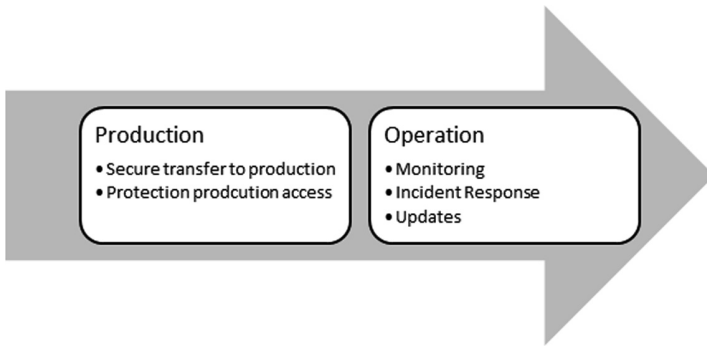 Production
• Secure transfer to production
• Protection prodcution access
Operation
• Monitoring
• Incident Response
• Updates